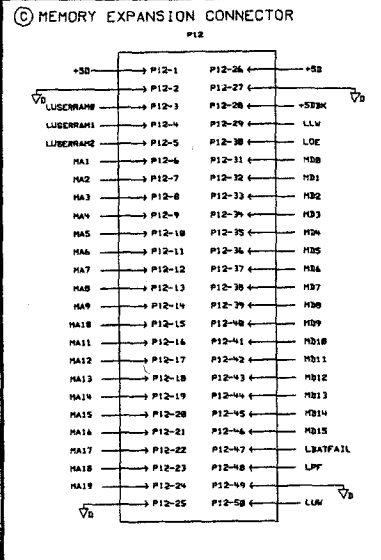 Ⓒ MEMORY EXPANSION CONNECTOR
P12
+5D P12-1 P12-26 +5D
D P12-2 P12-27 D
LUSERRAM0 P12-3 P12-28 +5DBK
LUSERRAM1 P12-4 P12-29 LLW
LUSERRAM2 P12-5 P12-30 LOE
MA1 P12-6 P12-31 MD0
MA2 P12-7 P12-32 MD1
MA3 P12-8 P12-33 MD2
MA4 P12-9 P12-34 MD3
MA5 P12-10 P12-35 MD4
MA6 P12-11 P12-36 MD5
MA7 P12-12 P12-37 MD6
MA8 P12-13 P12-38 MD7
MA9 P12-14 P12-39 MD8
MA10 P12-15 P12-40 MD9
MA11 P12-16 P12-41 MD10
MA12 P12-17 P12-42 MD11
MA13 P12-18 P12-43 MD12
MA14 P12-19 P12-44 MD13
MA15 P12-20 P12-45 MD14
MA16 P12-21 P12-46 MD15
MA17 P12-22 P12-47 LBATFAIL
MA18 P12-23 P12-48 LPF
MA19 P12-24 P12-49 D
D P12-25 P12-50 LUW